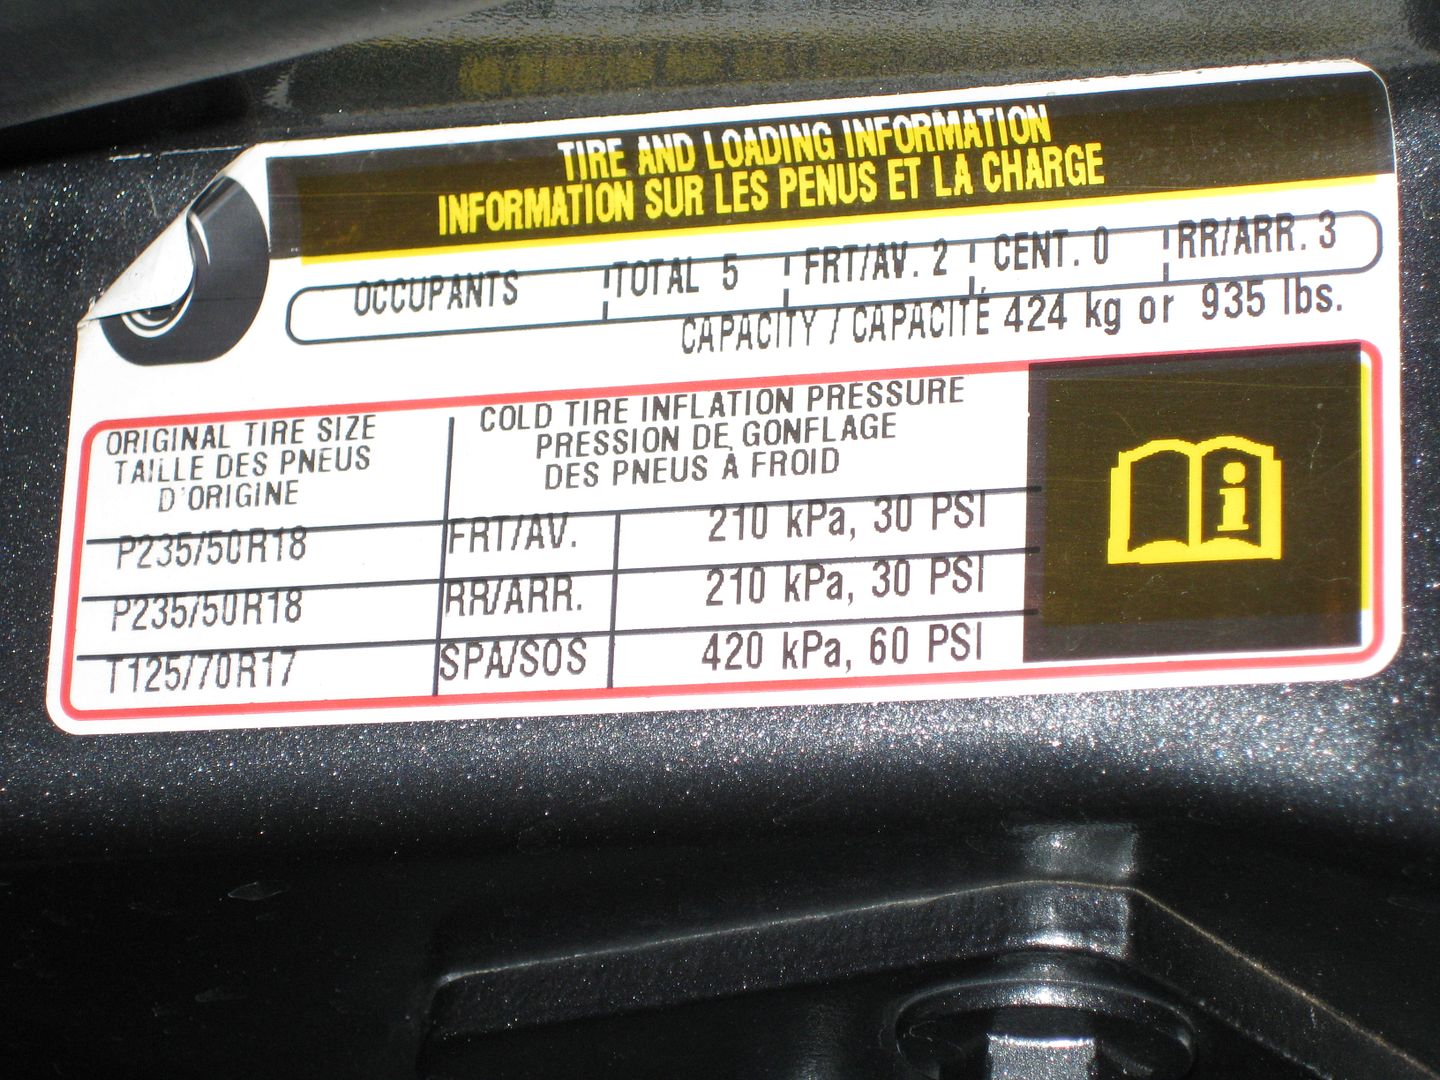 TIRE AND LOADING INFORMATION
INFORMATION SUR LES PENUS ET LA CHARGE
OCCUPANTS TOTAL 5 FRT/AV. 2 CENT. 0 RR/ARR. 3
CAPACITY / CAPACITÉ 424 kg or 935 lbs.
ORIGINAL TIRE SIZE
TAILLE DES PNEUS
D'ORIGINE
COLD TIRE INFLATION PRESSURE
PRESSION DE GONFLAGE
DES PNEUS A FROID
P235/50R18 FRT/AV. 210 kPa, 30 PSI
P235/50R18 RR/ARR. 210 kPa, 30 PSI
T125/70R17 SPA/SOS 420 kPa, 60 PSI